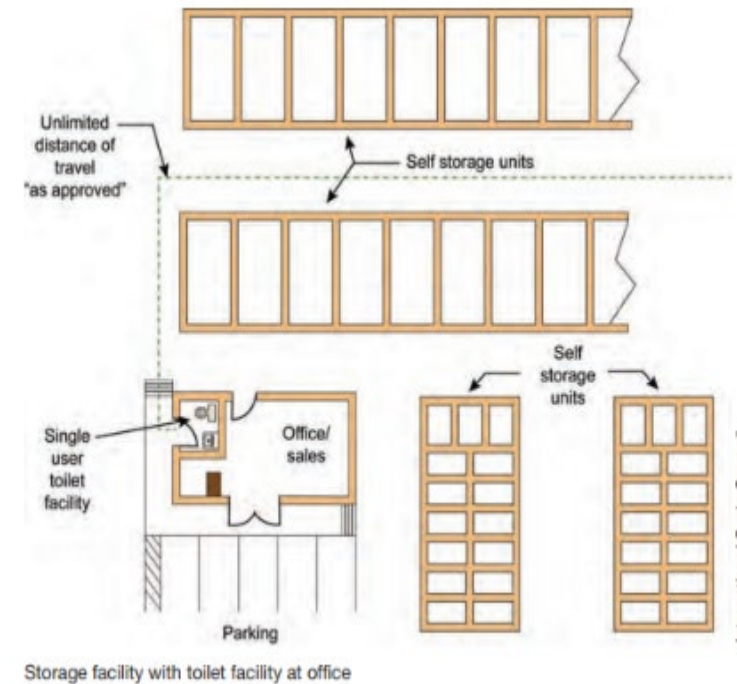 Unlimited
distance of
travel
"as approved"
Self storage units
Self
storage
units
Single
user
toilet
facility
Office/
sales
Parking
Storage facility with toilet facility at office